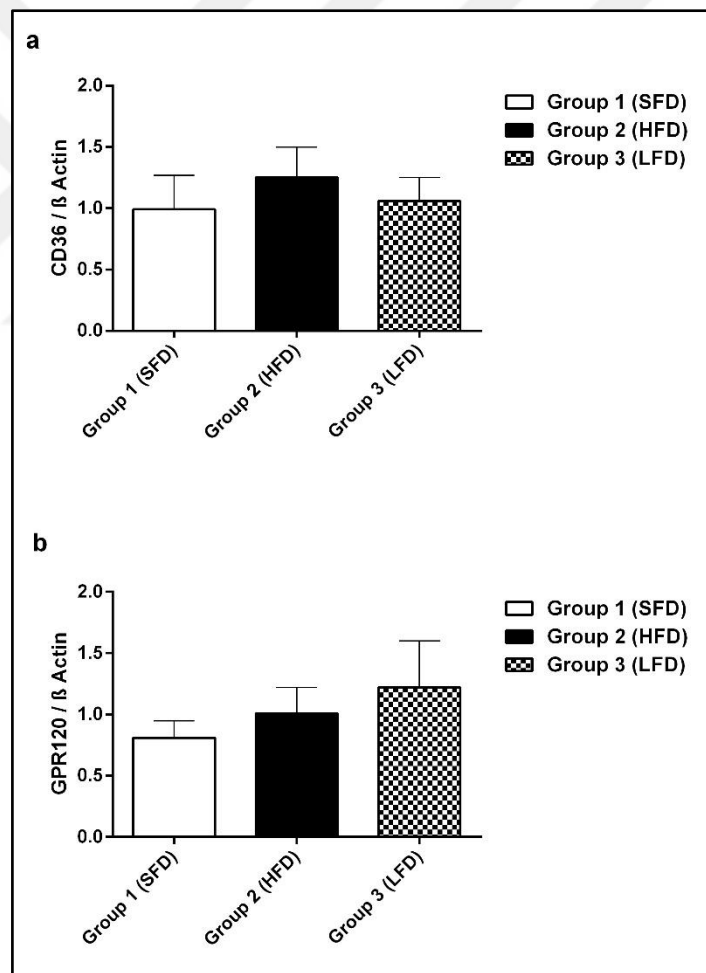 a
2.0
1.5
1.0
0.5
0.0
CD36 / ß Actin
Group 1 (SFD)
Group 2 (HFD)
Group 3 (LFD)
Group 1 (SFD)
Group 2 (HFD)
Group 3 (LFD)
b
2.0
1.5
1.0
0.5
0.0
GPR120 / ß Actin
Group 1 (SFD)
Group 2 (HFD)
Group 3 (LFD)
Group 1 (SFD)
Group 2 (HFD)
Group 3 (LFD)